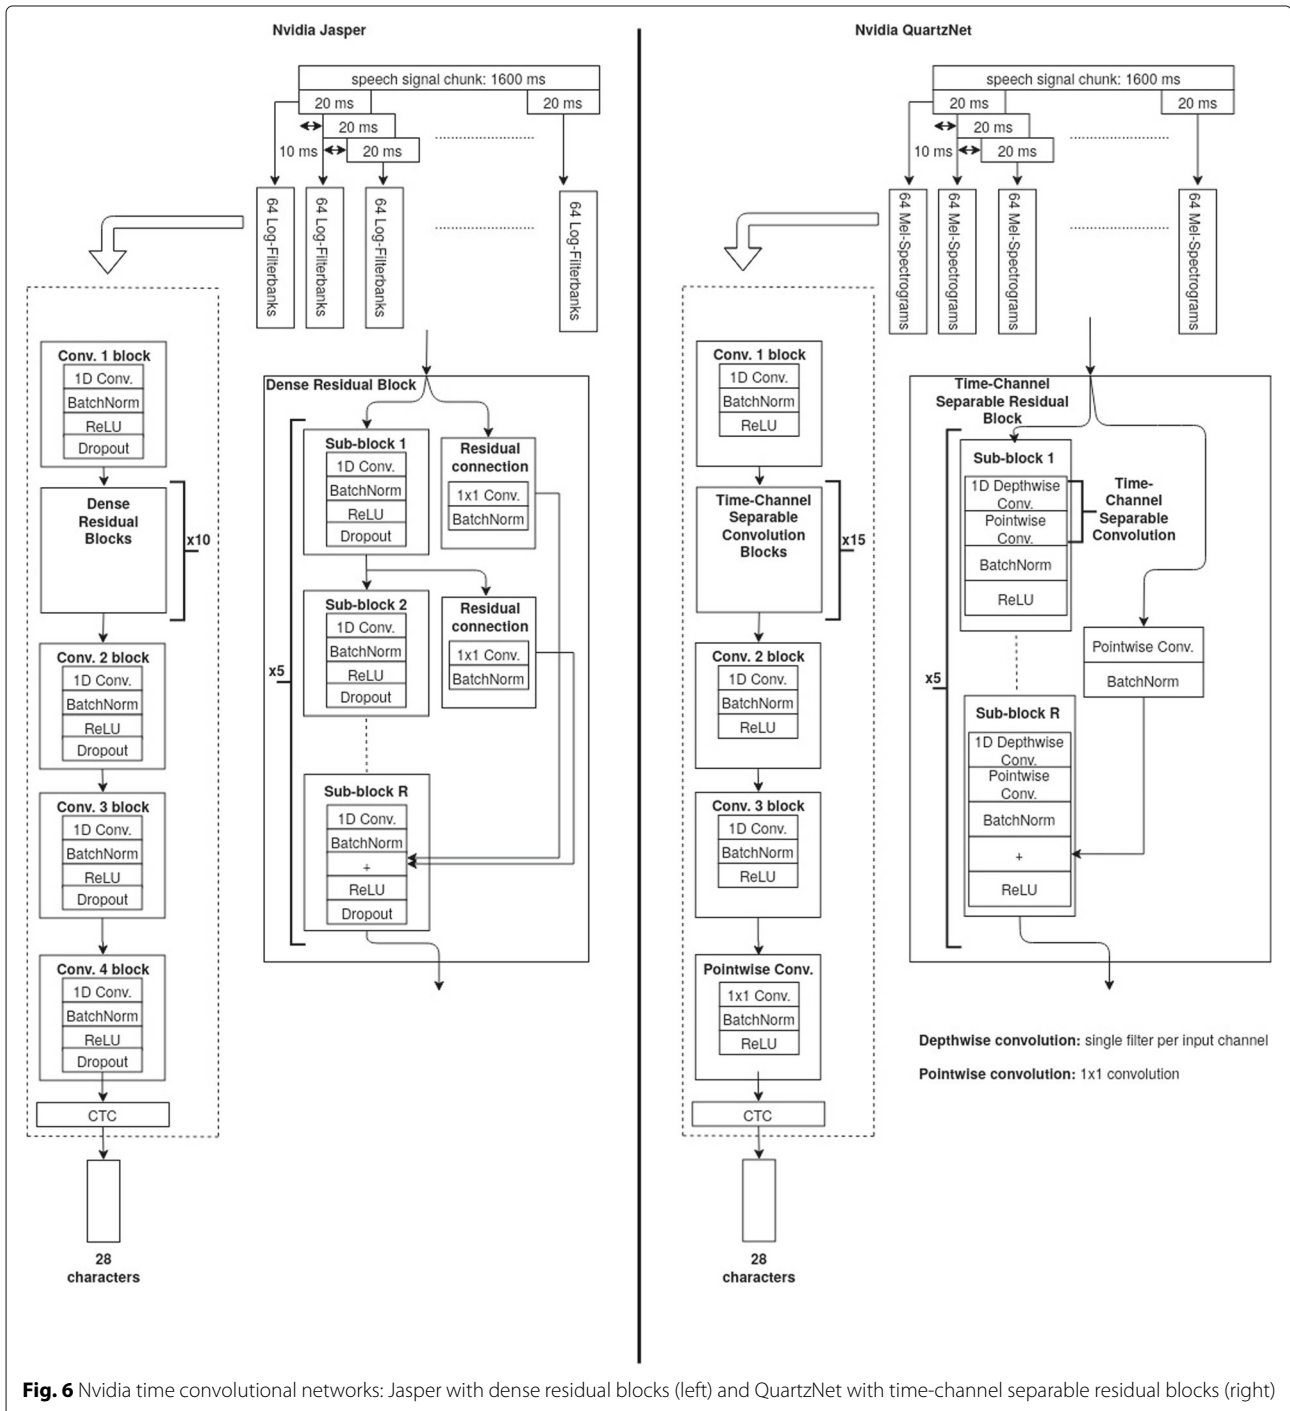 Nvidia Jasper
speech signal chunk: 1600 ms
20 ms
20 ms
20 ms
10 ms
20 ms
64 Log-Filterbanks
64 Log-Filterbanks
64 Log-Filterbanks
64 Log-Filterbanks
Conv. 1 block
1D Conv.
BatchNorm
ReLU
Dropout
Dense
Residual
Blocks
x10
Conv. 2 block
1D Conv.
BatchNorm
ReLU
Dropout
Conv. 3 block
1D Conv.
BatchNorm
ReLU
Dropout
Conv. 4 block
1D Conv.
BatchNorm
ReLU
Dropout
CTC
28
characters
Dense Residual Block
x5
Sub-block 1
1D Conv.
BatchNorm
ReLU
Dropout
Residual
connection
1x1 Conv.
BatchNorm
Sub-block 2
1D Conv.
BatchNorm
ReLU
Dropout
Residual
connection
1x1 Conv.
BatchNorm
Sub-block R
1D Conv.
BatchNorm
+
ReLU
Dropout
Nvidia QuartzNet
speech signal chunk: 1600 ms
20 ms
20 ms
20 ms
10 ms
20 ms
64 Mel-Spectrograms
64 Mel-Spectrograms
64 Mel-Spectrograms
64 Mel-Spectrograms
Conv. 1 block
1D Conv.
BatchNorm
ReLU
Time-Channel
Separable
Convolution
Blocks
x15
Conv. 2 block
1D Conv.
BatchNorm
ReLU
Conv. 3 block
1D Conv.
BatchNorm
ReLU
Pointwise Conv.
1x1 Conv.
BatchNorm
ReLU
CTC
28
characters
Time-Channel
Separable Residual
Block
x5
Sub-block 1
1D Depthwise
Conv.
Pointwise
Conv.
BatchNorm
ReLU
Time-
Channel
Separable
Convolution
Pointwise Conv.
BatchNorm
Sub-block R
1D Depthwise
Conv.
Pointwise
Conv.
BatchNorm
+
ReLU
Depthwise convolution: single filter per input channel
Pointwise convolution: 1x1 convolution
Fig. 6 Nvidia time convolutional networks: Jasper with dense residual blocks (left) and QuartzNet with time-channel separable residual blocks (right)